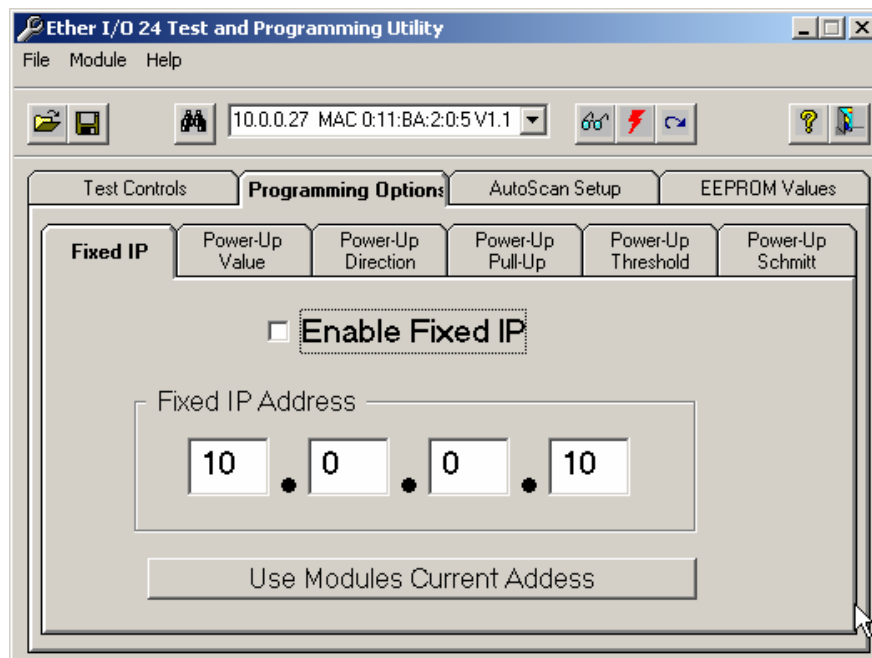 Ether I/O 24 Test and Programming Utility
File Module Help
10.0.0.27 MAC 0:11:BA:2:0:5 V1.1
Test Controls Programming Options AutoScan Setup EEPROM Values
Fixed IP Power-Up Value Power-Up Direction Power-Up Pull-Up Power-Up Threshold Power-Up Schmitt
Enable Fixed IP
Fixed IP Address
10 . 0 . 0 . 10
Use Modules Current Addess